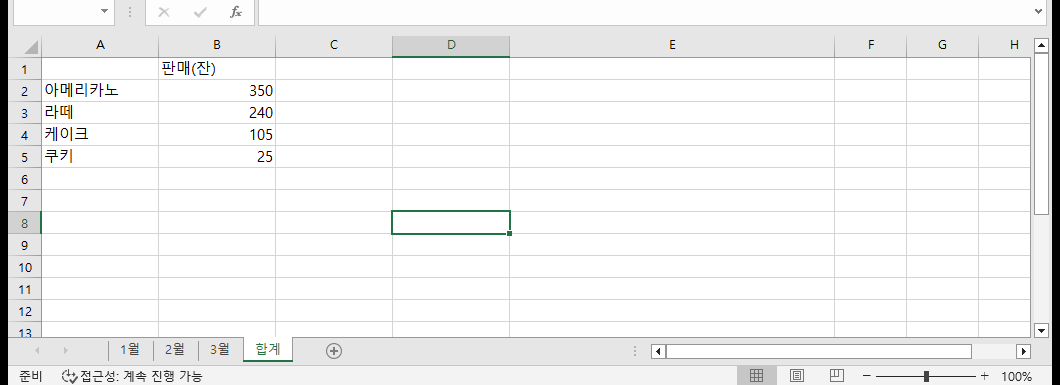 fx
A B C D E F G H
1 판매(잔)
2 아메리카노 350
3 라떼 240
4 케이크 105
5 쿠키 25
6
7
8
9
10
11
12
13
1월 2월 3월 합계
준비 접근성: 계속 진행 가능 100%